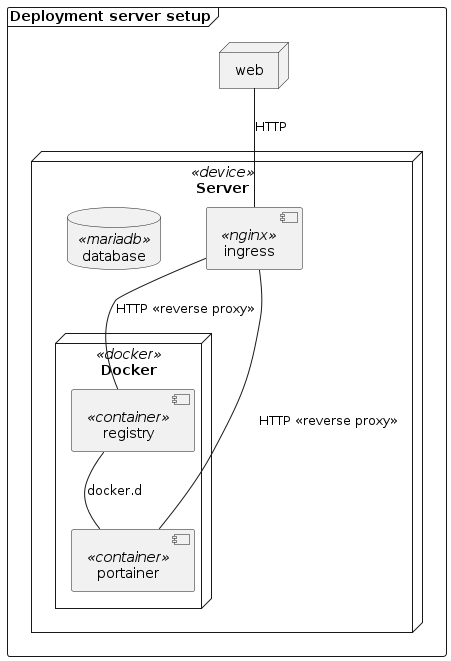 Deployment server setup
web
HTTP
«device»
Server
«mariadb»
database
«nginx»
ingress
HTTP «reverse proxy»
«docker»
Docker
«container»
registry
HTTP «reverse proxy»
docker.d
«container»
portainer